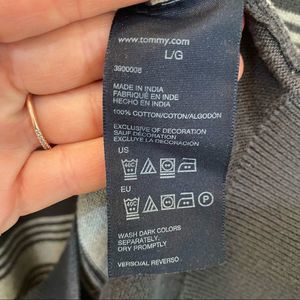 www.tommy.com
L/G
3900008
MADE IN INDIA
FABRIQUÉ EN INDE
HECHO EN INDIA
100% COTTON/COTON/ALGODÓN
EXCLUSIVE OF DECORATION
SAUF DÉCORATION
EXCLUYE LA DECORACIÓN
US
EU
WASH DARK COLORS
SEPARATELY.
DRY PROMPTLY
VERSO/AL REVERSO